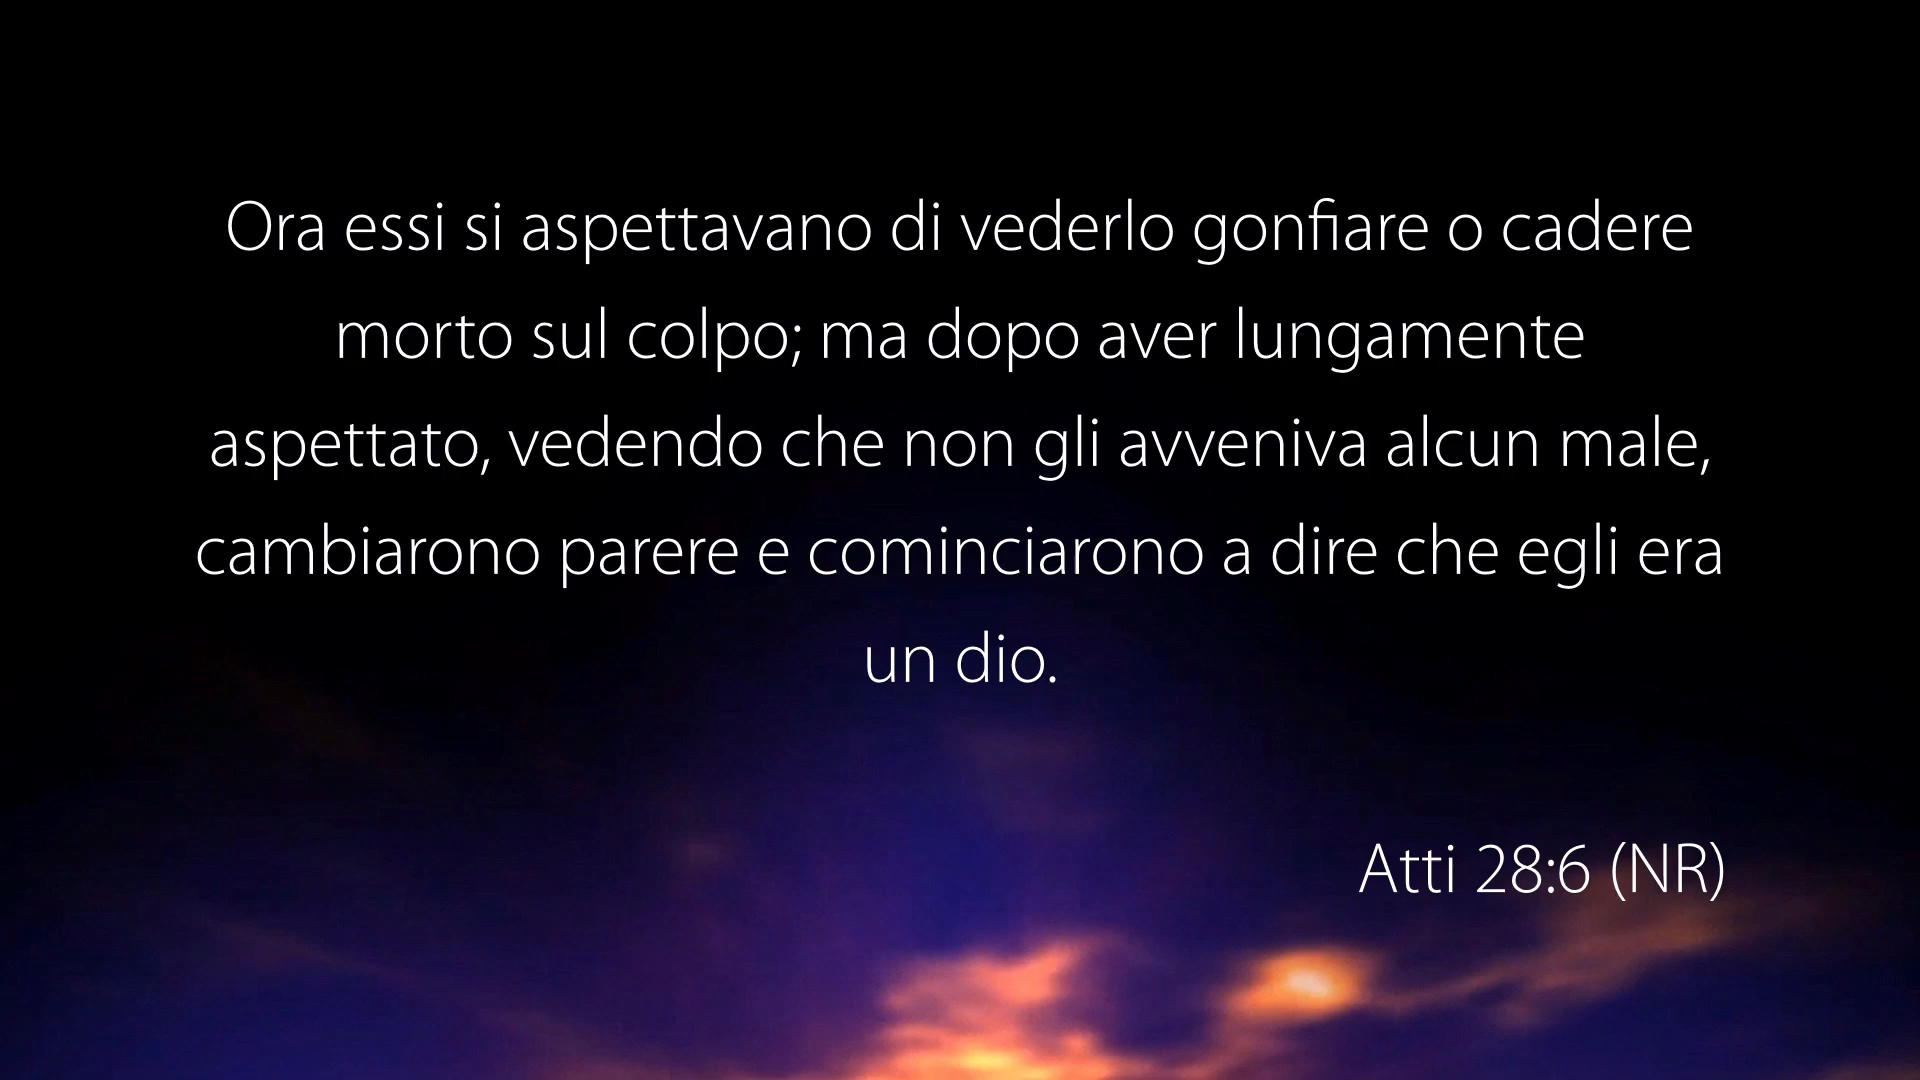 Ora essi si aspettavano di vederlo gonfiare o cadere
morto sul colpo; ma dopo aver lungamente
aspettato, vedendo che non gli avveniva alcun male,
cambiarono parere e cominciarono a dire che egli era
un dio.
Atti 28:6 (NR)